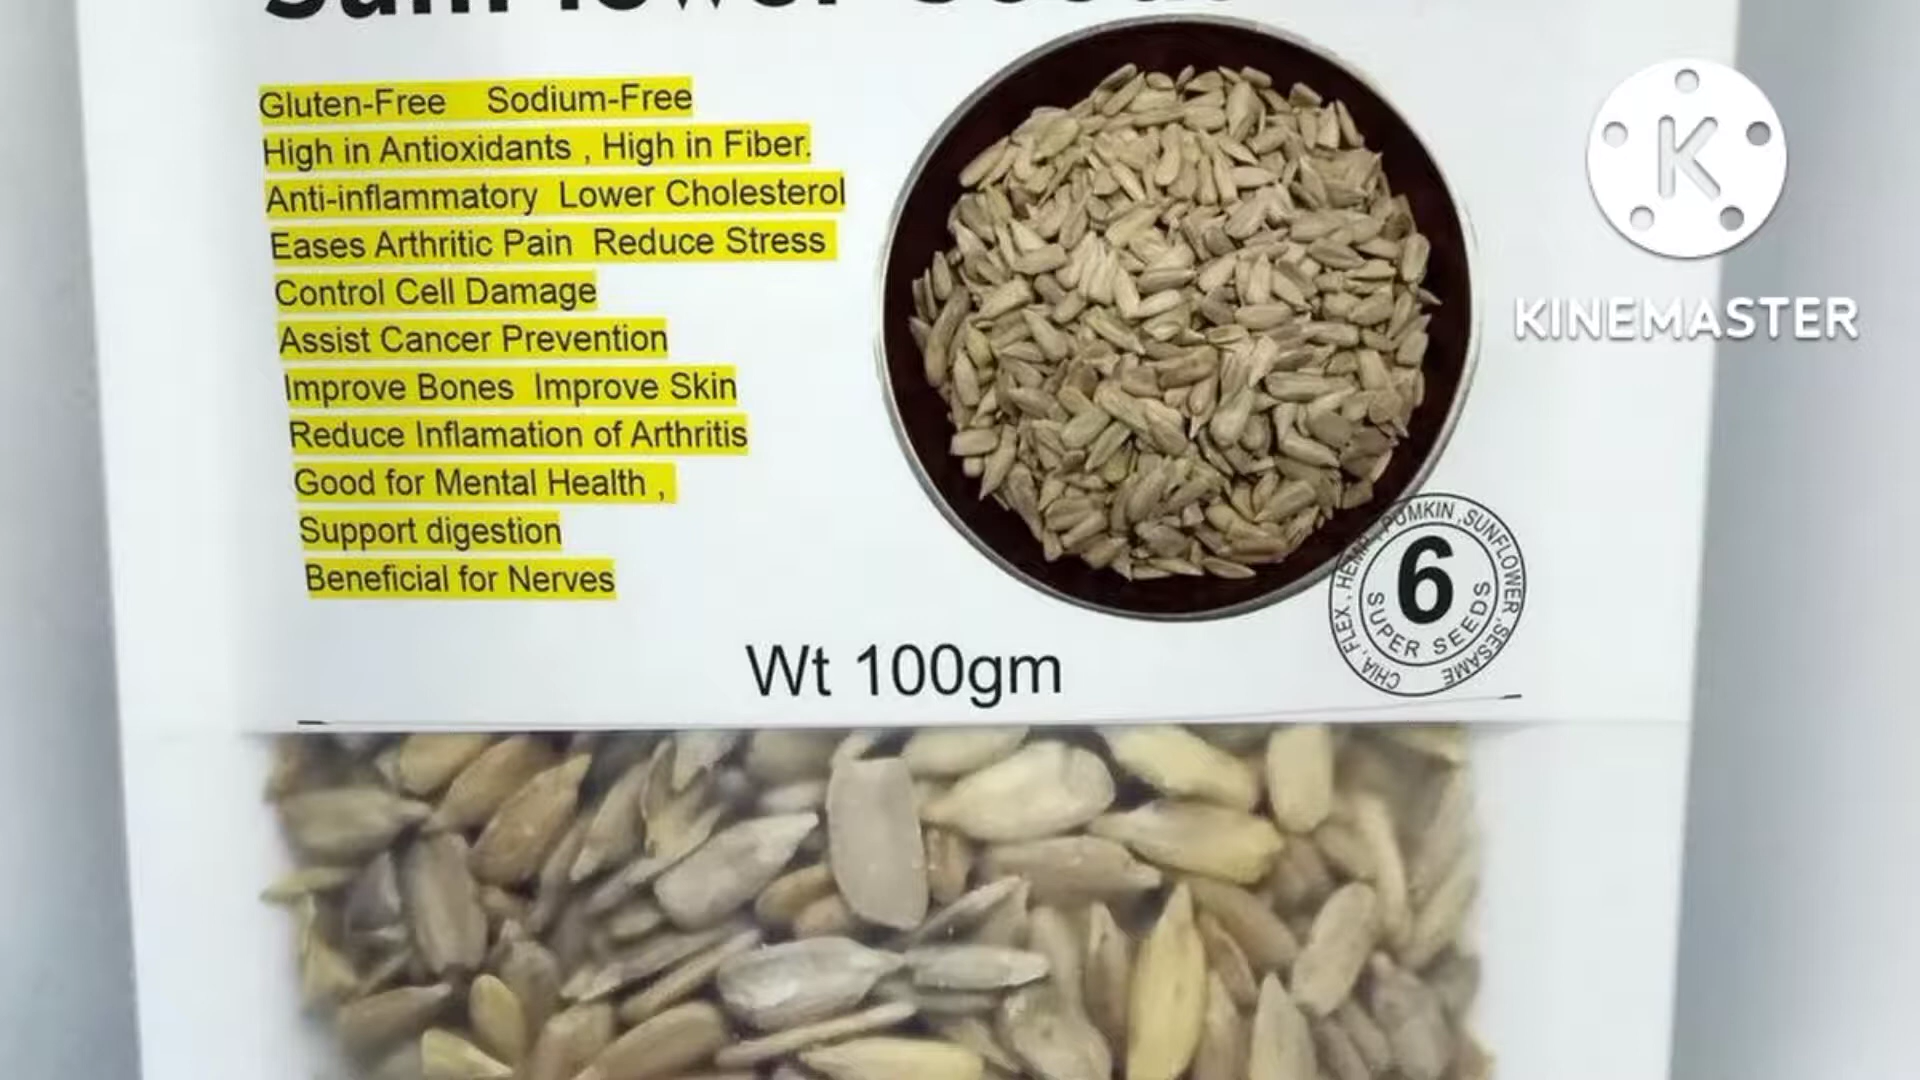 Gluten-Free Sodium-Free
High in Antioxidants , High in Fiber.
Anti-inflammatory Lower Cholesterol
Eases Arthritic Pain Reduce Stress
Control Cell Damage
Assist Cancer Prevention
Improve Bones Improve Skin
Reduce Inflamation of Arthritis
Good for Mental Health ,
Support digestion
Beneficial for Nerves
Wt 100gm
CHIA, FLEX, HEMP, PUMKIN, SUNFLOWER, SESAME
6
SUPER SEEDS
K
KINEMASTER